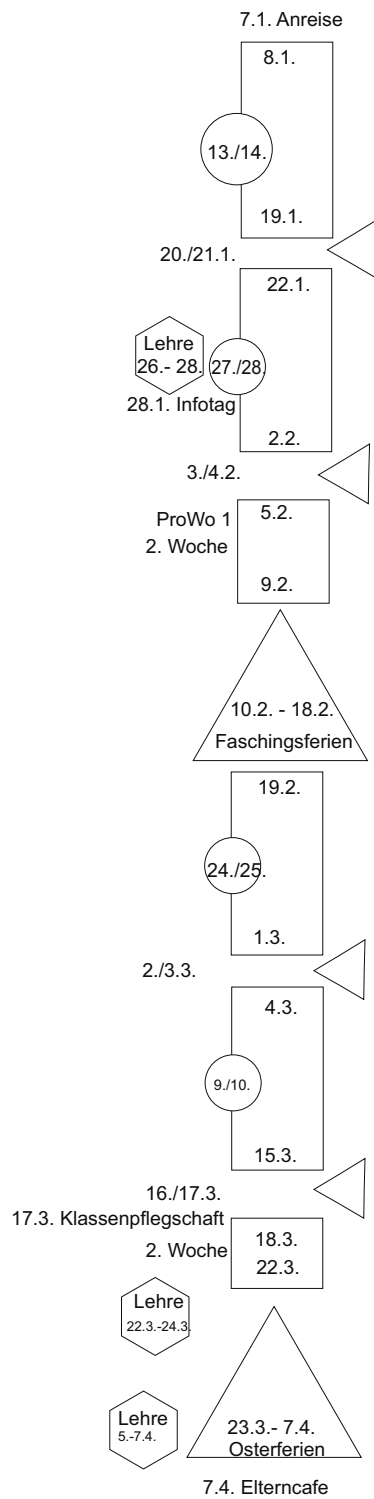 7.1. Anreise
8.1.
13./14.
19.1.
20./21.1.
22.1.
Lehre
26.- 28.
27./28.
28.1. Infotag
2.2.
3./4.2.
ProWo 1
5.2.
2. Woche
9.2.
10.2. - 18.2.
Faschingsferien
19.2.
24./25.
1.3.
2./3.3.
4.3.
9./10.
15.3.
16./17.3.
17.3. Klassenpflegschaft
2. Woche
18.3.
22.3.
Lehre
22.3.-24.3.
Lehre
5.-7.4.
23.3.- 7.4.
Osterferien
7.4. Elterncafe